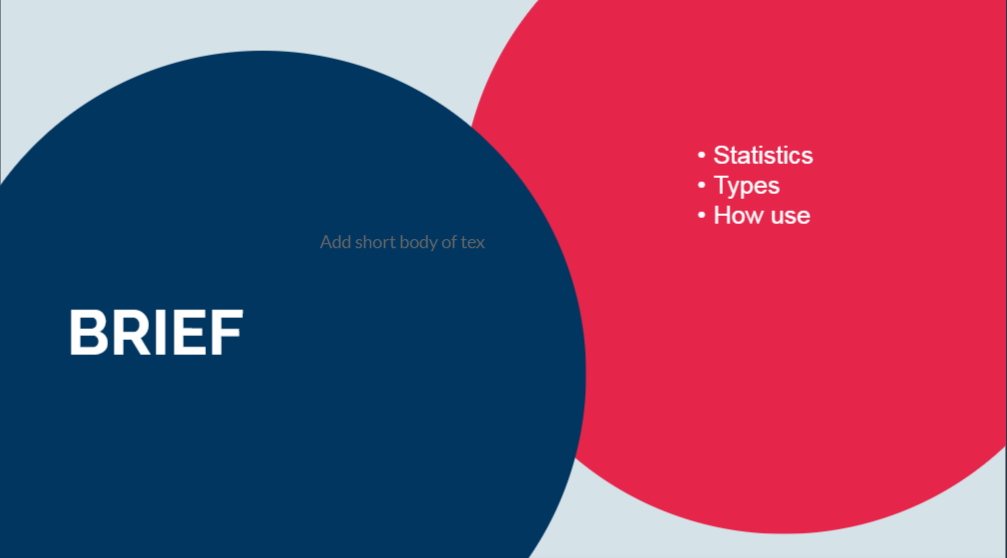 Add short body of tex
BRIEF
• Statistics
• Types
• How use